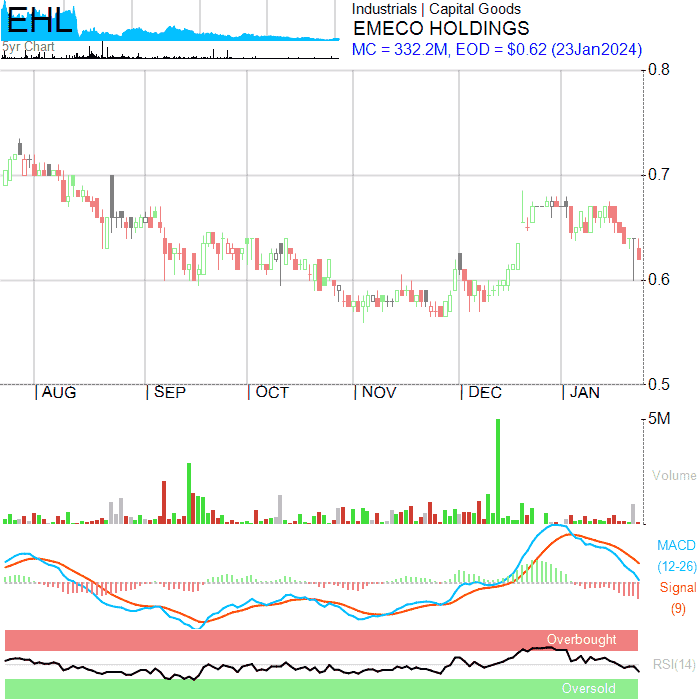 EHL
5yr Chart
Industrials | Capital Goods
EMECO HOLDINGS
MC = 332.2M, EOD = $0.62 (23Jan2024)
0.8
0.7
0.6
0.5
|AUG |SEP |OCT |NOV |DEC |JAN
5M
Volume
MACD
(12-26)
Signal
(9)
Overbought
RSI(14)
Oversold